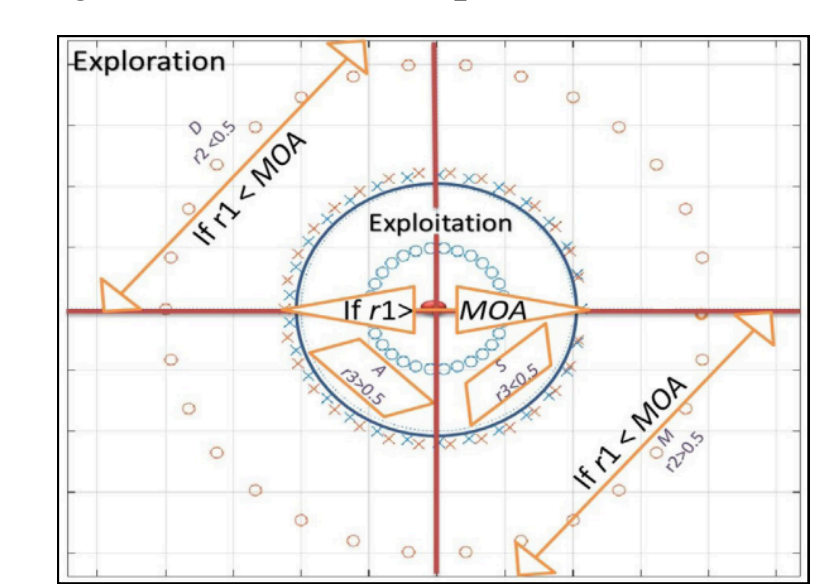 Exploration
D
r2 <0.5
If r1 < MOA
Exploitation
If r1> MOA
A
r3>0.5
S
r3<0.5
If r1 < MOA
M
r2>0.5